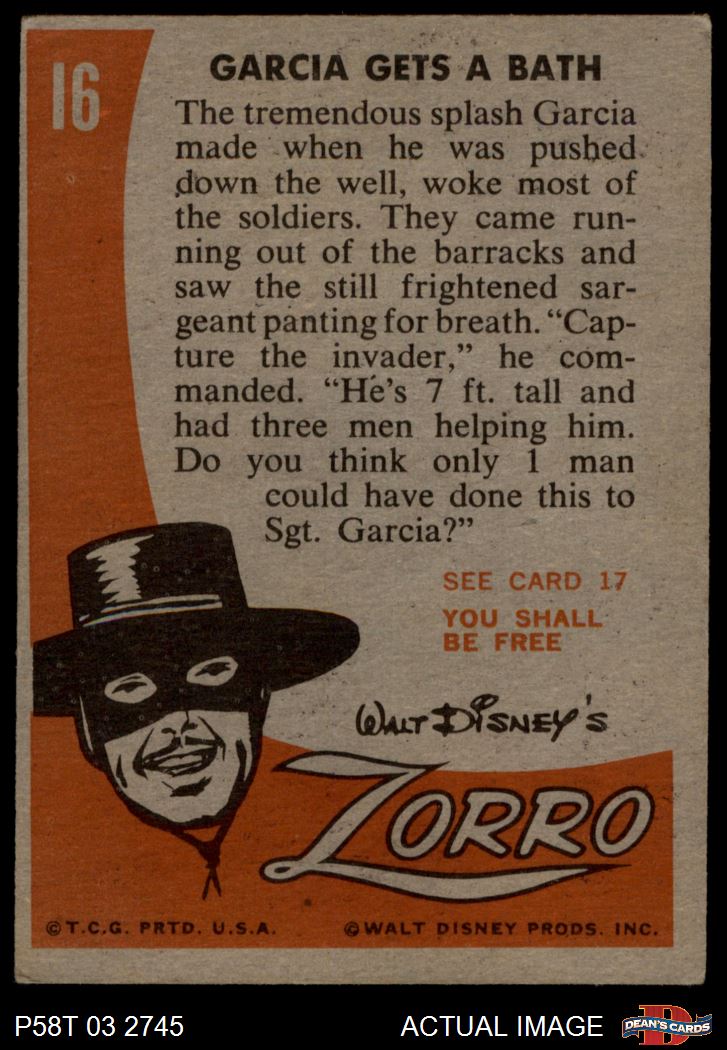 16
GARCIA GETS A BATH
The tremendous splash Garcia
made when he was pushed
down the well, woke most of
the soldiers. They came run-
ning out of the barracks and
saw the still frightened sar-
geant panting for breath. “Cap-
ture the invader,” he com-
manded. “He’s 7 ft. tall and
had three men helping him.
Do you think only 1 man
could have done this to
Sgt. Garcia?”
SEE CARD 17
YOU SHALL
BE FREE
WALT DISNEY'S
ZORRO
©T.C.G. PRTD. U.S.A. ©WALT DISNEY PRODS. INC.
P58T 03 2745 ACTUAL IMAGE D DEAN'S CARDS